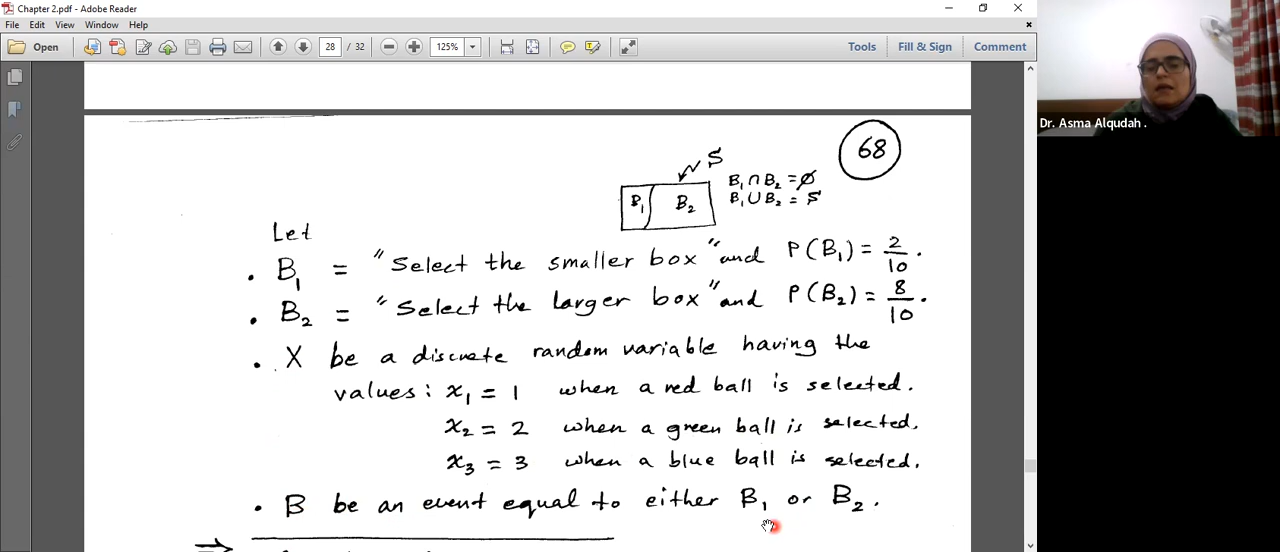 Chapter 2.pdf - Adobe Reader
File Edit View Window Help
Open 28 / 32 125% Tools Fill & Sign Comment
Dr. Asma Alqudah .
68
S
B₁ B₂
B₁ ∩ B₂ = ∅
B₁ ∪ B₂ = S
Let
. B₁ = "Select the smaller box" and P(B₁) = 2/10.
. B₂ = "Select the larger box" and P(B₂) = 8/10.
. X be a discrete random variable having the
values: x₁ = 1 when a red ball is selected.
x₂ = 2 when a green ball is selected.
x₃ = 3 when a blue ball is selected.
. B be an event equal to either B₁ or B₂.
⇒